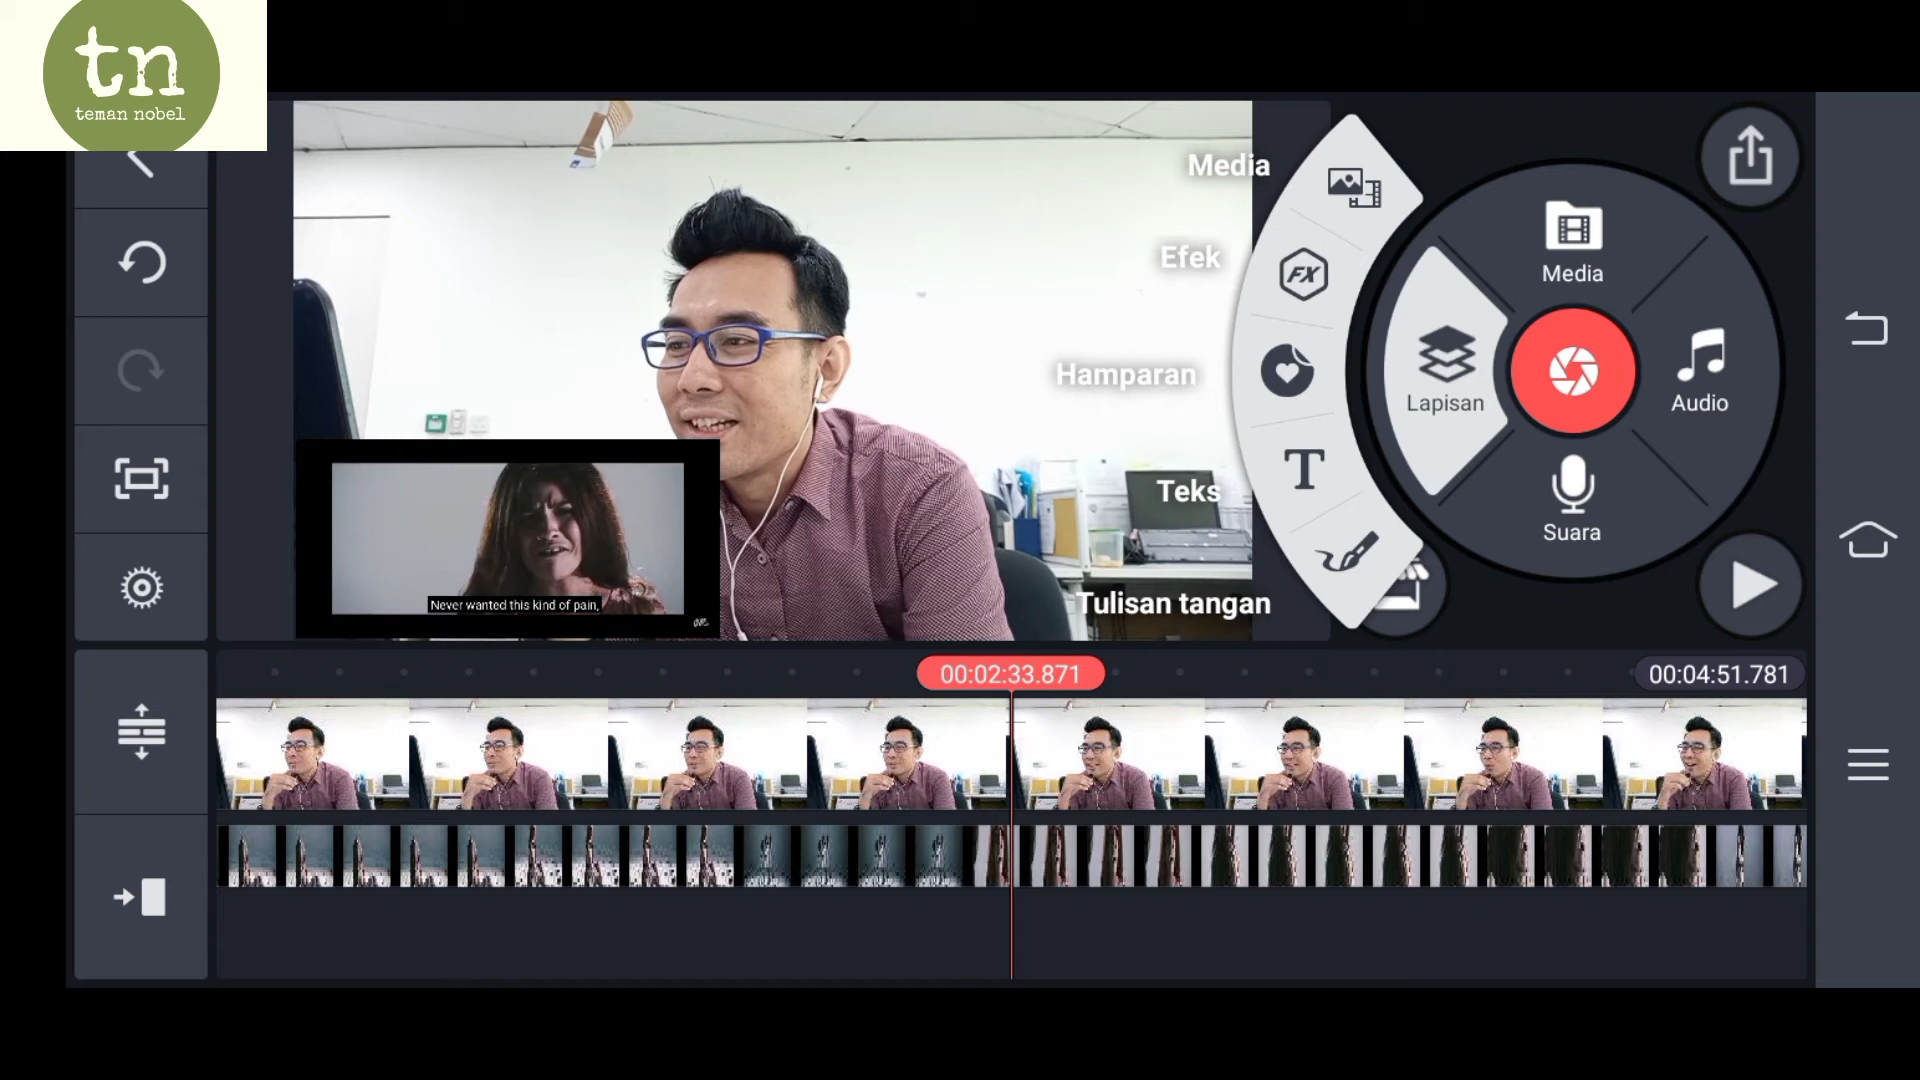 tn
teman nobel
Media
Efek
Hamparan
Teks
Tulisan tangan
FX
T
Media
Lapisan
Audio
Suara
Never wanted this kind of pain,
00:02:33.871
00:04:51.781